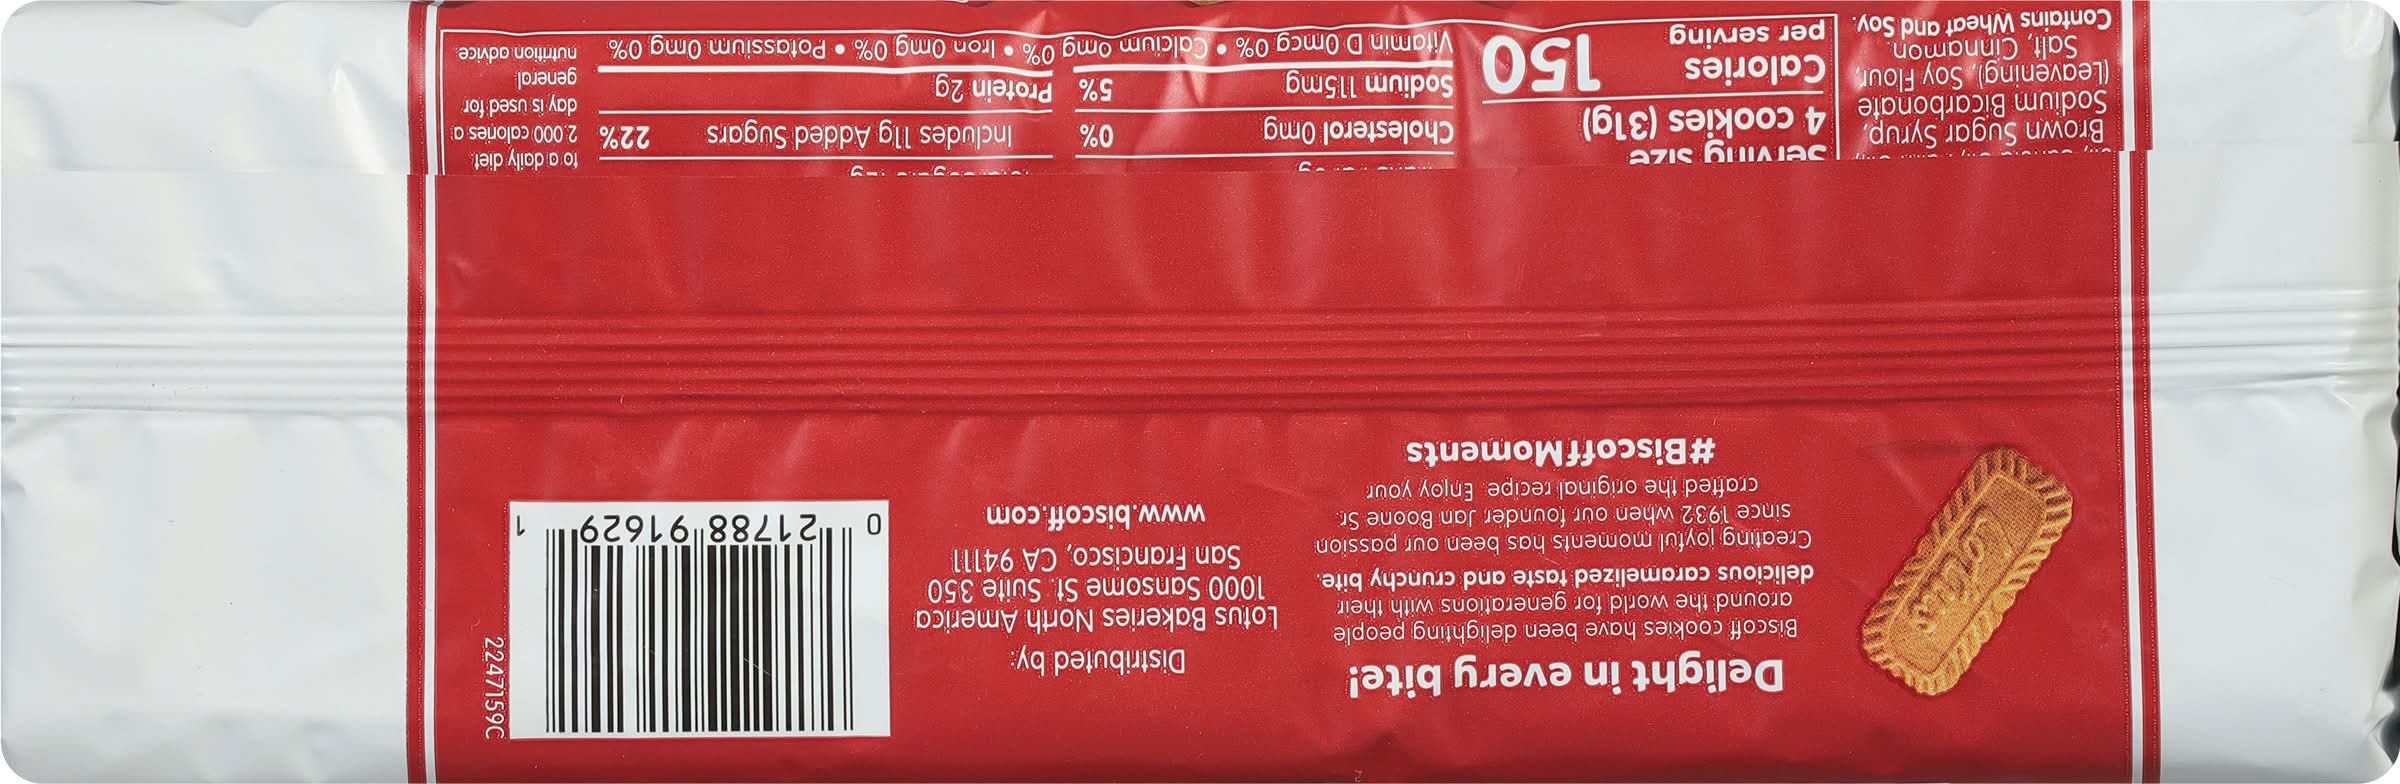 Delight in every bite!
Biscoff cookies have been delighting people
around the world for generations with their
delicious caramelized taste and crunchy bite.
Creating joyful moments has been our passion
since 1932 when our founder Jan Boone Sr.
crafted the original recipe. Enjoy your
#BiscoffMoments
Distributed by:
Lotus Bakeries North America
1000 Sansome St. Suite 350
San Francisco, CA 94111
www.biscoff.com
0 21788 91629 1
2247159C
Lotus
Brown Sugar Syrup,
Sodium Bicarbonate
(Leavening), Soy Flour,
Salt, Cinnamon.
Contains Wheat and Soy.
Serving size
4 cookies (31g)
Calories 150
per serving
Cholesterol 0mg 0%
Sodium 115mg 5%
Includes 11g Added Sugars 22%
Protein 2g
Vitamin D 0mcg 0% • Calcium 0mg 0% • Iron 0mg 0% • Potassium 0mg 0%
to a daily diet.
2,000 calories a
day is used for
general
nutrition advice.